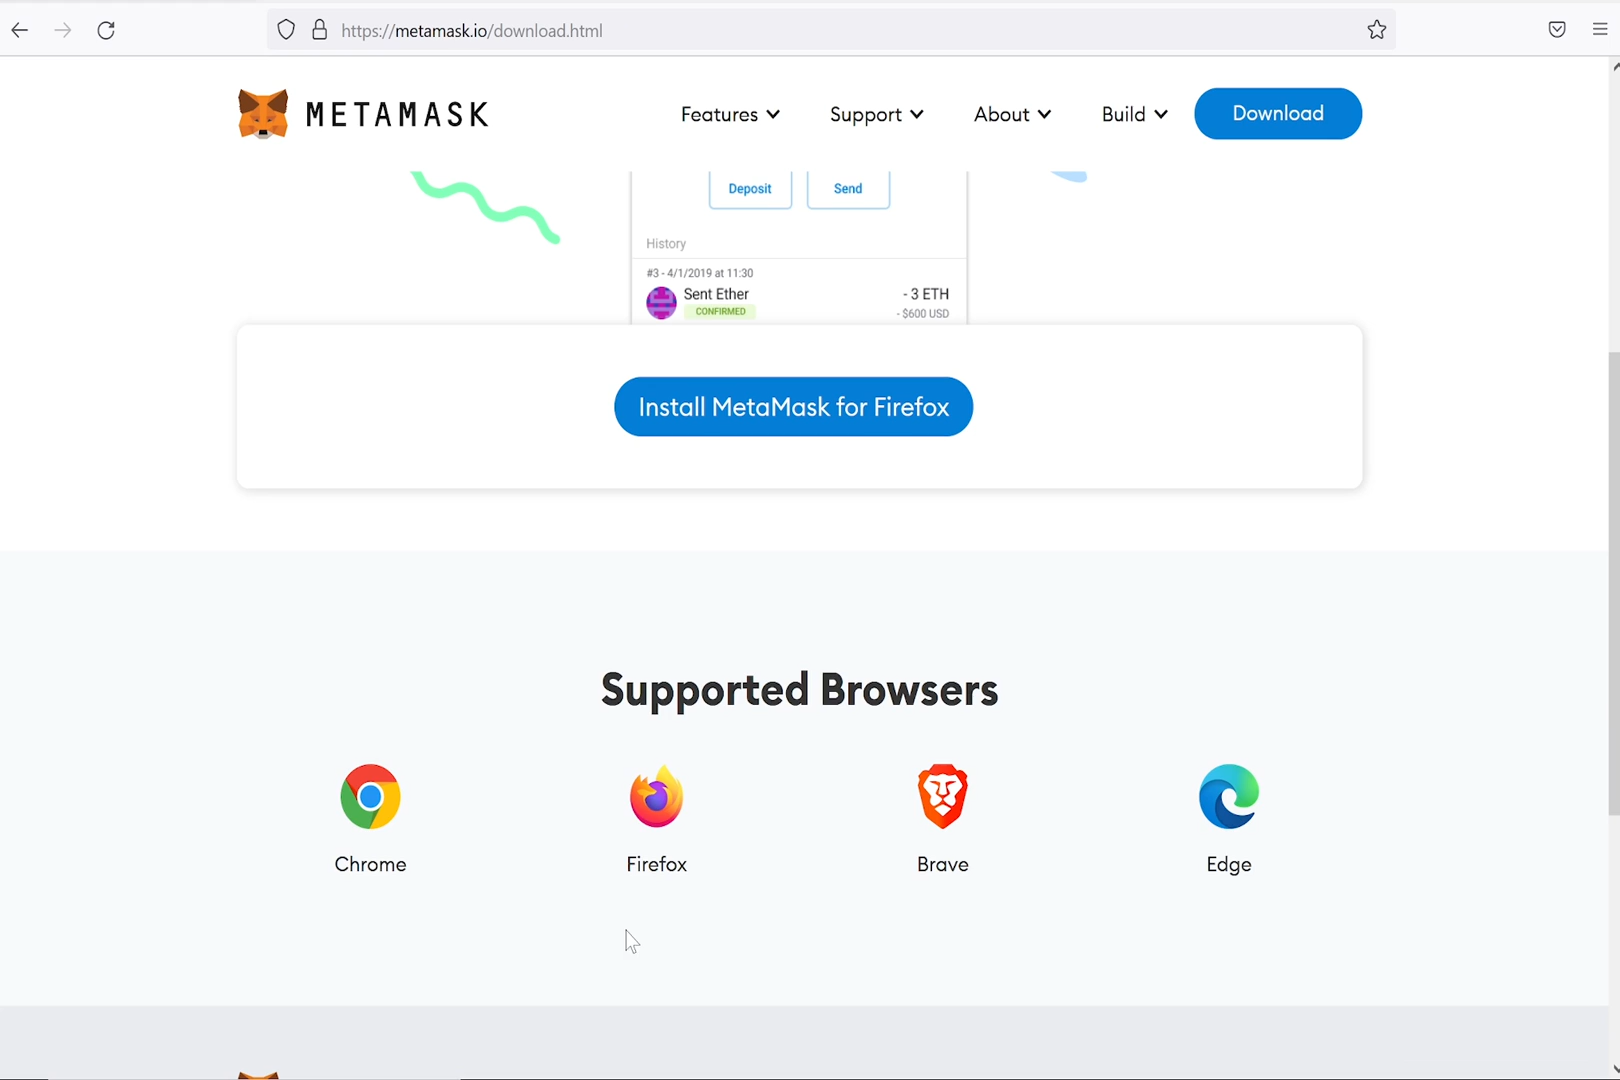 https://metamask.io/download.html
METAMASK
Features
Support
About
Build
Download
Deposit
Send
History
#3 - 4/1/2019 at 11:30
Sent Ether
- 3 ETH
CONFIRMED
- $600 USD
Install MetaMask for Firefox
Supported Browsers
Chrome
Firefox
Brave
Edge